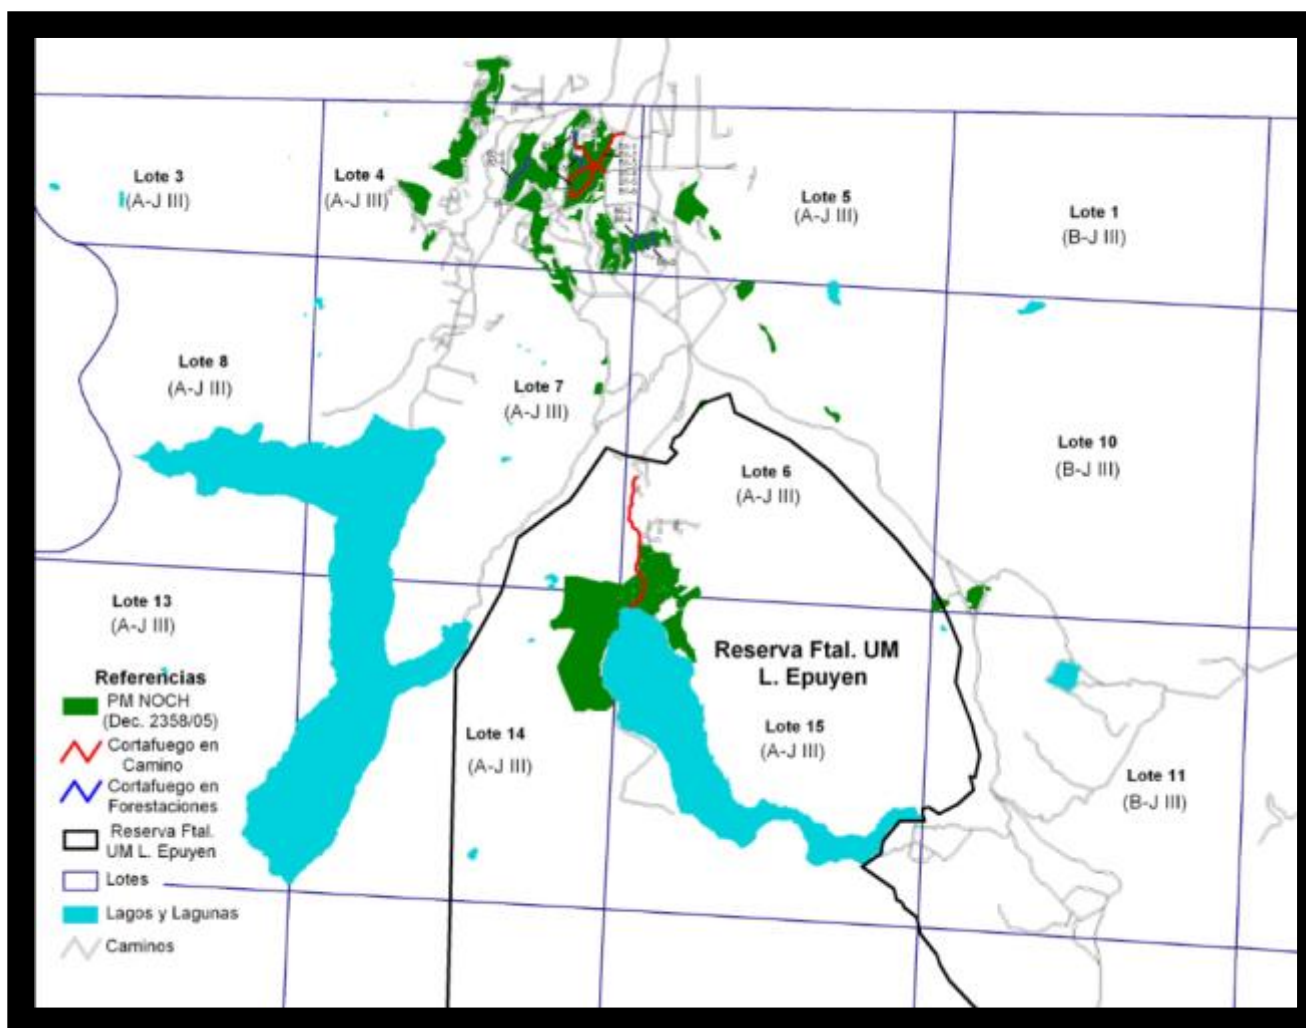 Lote 3
(A-J III)
Lote 4
(A-J III)
Lote 5
(A-J III)
Lote 1
(B-J III)
Lote 8
(A-J III)
Lote 7
(A-J III)
Lote 6
(A-J III)
Lote 10
(B-J III)
Lote 13
(A-J III)
Reserva Ftal. UM
L. Epuyen
Lote 14
(A-J III)
Lote 15
(A-J III)
Lote 11
(B-J III)
Referencias
PM NOCH
(Dec. 2358/05)
Cortafuego en
Camino
Cortafuego en
Forestaciones
Reserva Ftal.
UM L. Epuyen
Lotes
Lagos y Lagunas
Caminos